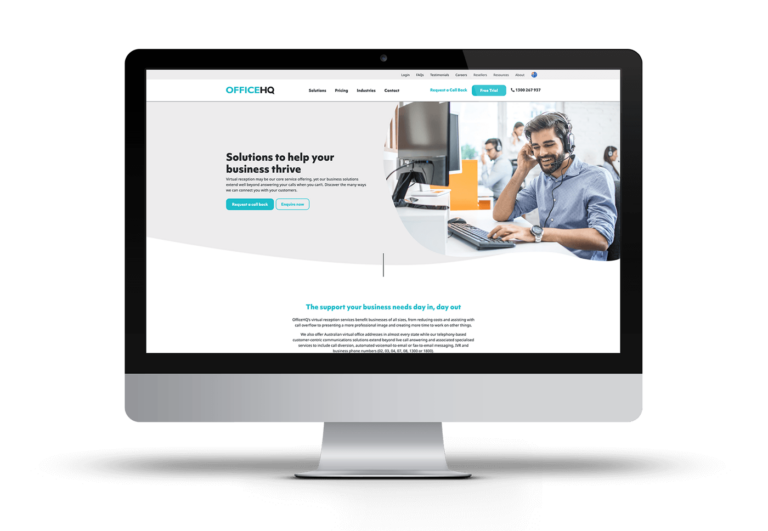 Login FAQs Testimonials Careers Resellers Resources About
OFFICEHQ Solutions Pricing Industries Contact Request a Call Back Free Trial 1300 267 937
Solutions to help your
business thrive
Virtual reception may be our core service offering, yet our business solutions
extend well beyond answering your calls when you can't. Discover the many ways
we can connect you with your customers.
Request a call back Enquire now
The support your business needs day in, day out
OfficeHQ's virtual reception services benefit businesses of all sizes, from reducing costs and assisting with
call overflow to presenting a more professional image and creating more time to work on other things.
We also offer Australian virtual office addresses in almost every state while our telephony-based
customer-centric communications solutions extend beyond live call answering and associated specialised
services to include call diversion, automated voicemail-to-email or fax-to-email messaging, IVR and
business phone numbers (02, 03, 04, 07, 08, 1300 or 1800).